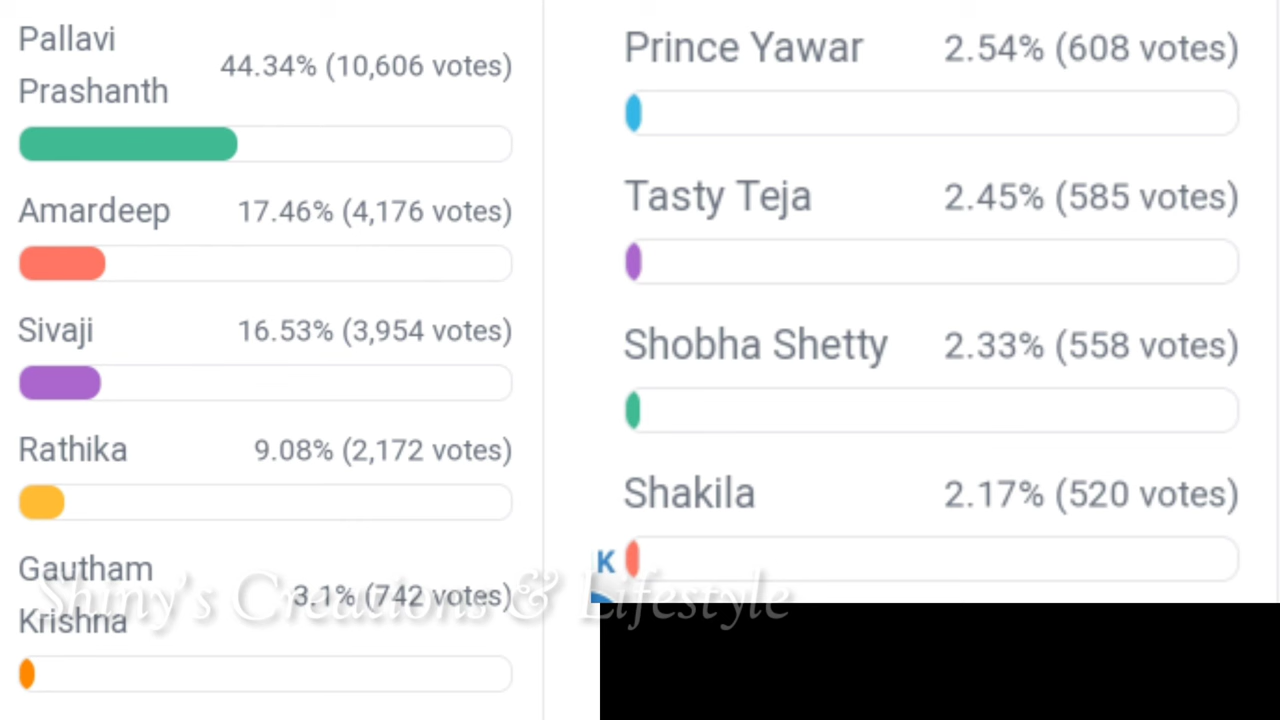 Pallavi
Prashanth
44.34% (10,606 votes)
Amardeep 17.46% (4,176 votes)
Sivaji 16.53% (3,954 votes)
Rathika 9.08% (2,172 votes)
Gautham
Krishna
3.1% (742 votes)
Prince Yawar 2.54% (608 votes)
Tasty Teja 2.45% (585 votes)
Shobha Shetty 2.33% (558 votes)
Shakila 2.17% (520 votes)
K
Shiny's Creations & Lifestyle